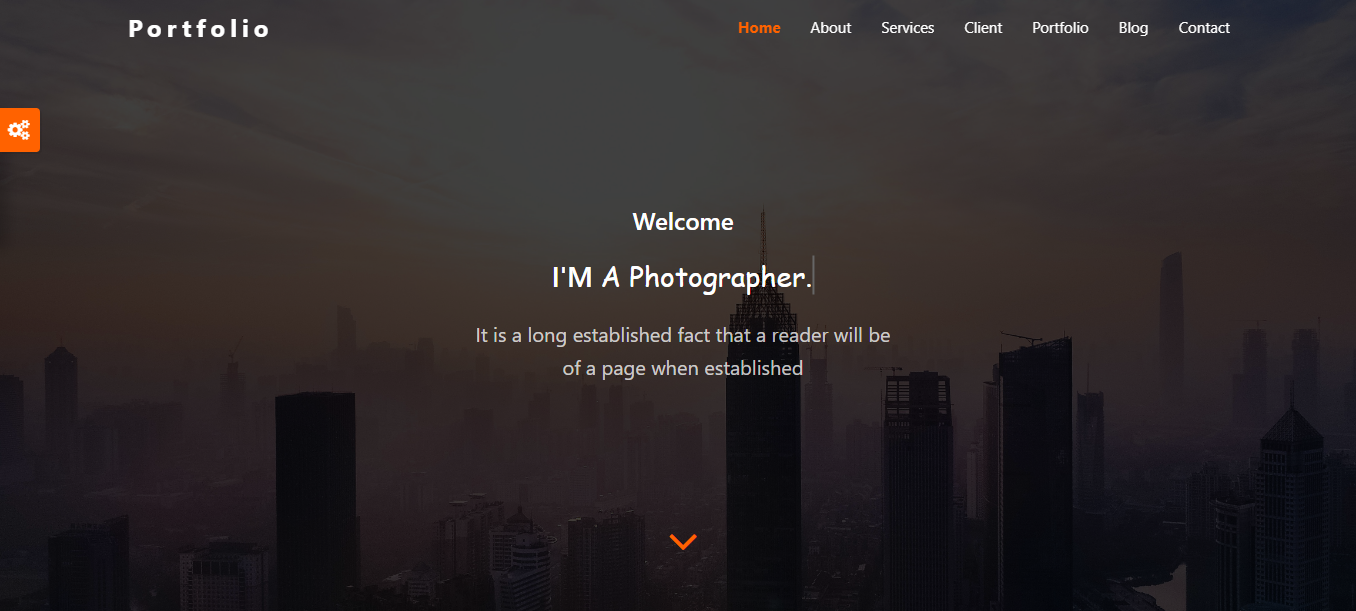 Portfolio
Home About Services Client Portfolio Blog Contact
Welcome
I'M A Photographer.
It is a long established fact that a reader will be
of a page when established